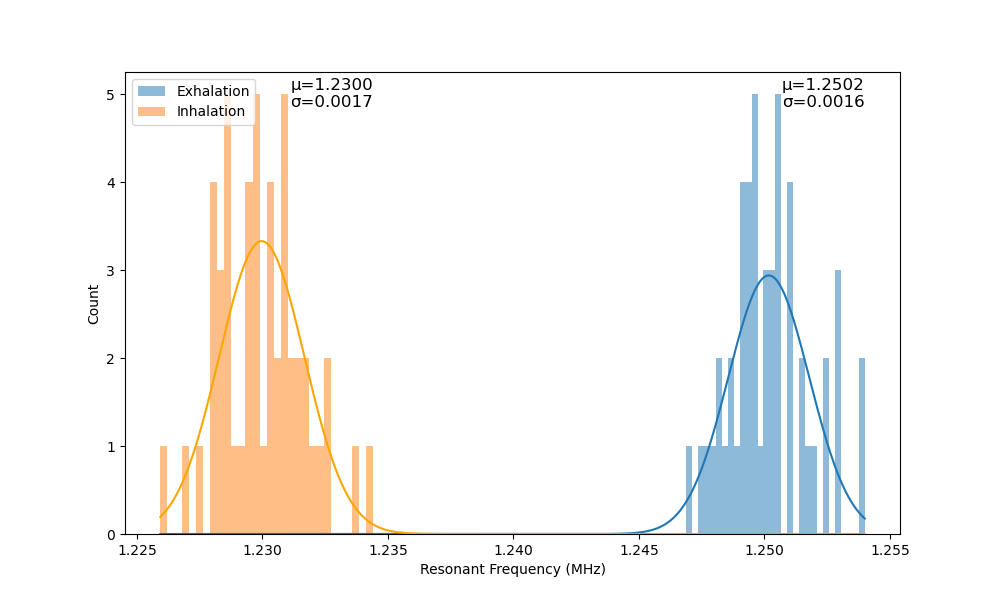 Exhalation
Inhalation
μ=1.2300
σ=0.0017
μ=1.2502
σ=0.0016
5
4
3
2
1
0
Count
1.225 1.230 1.235 1.240 1.245 1.250 1.255
Resonant Frequency (MHz)